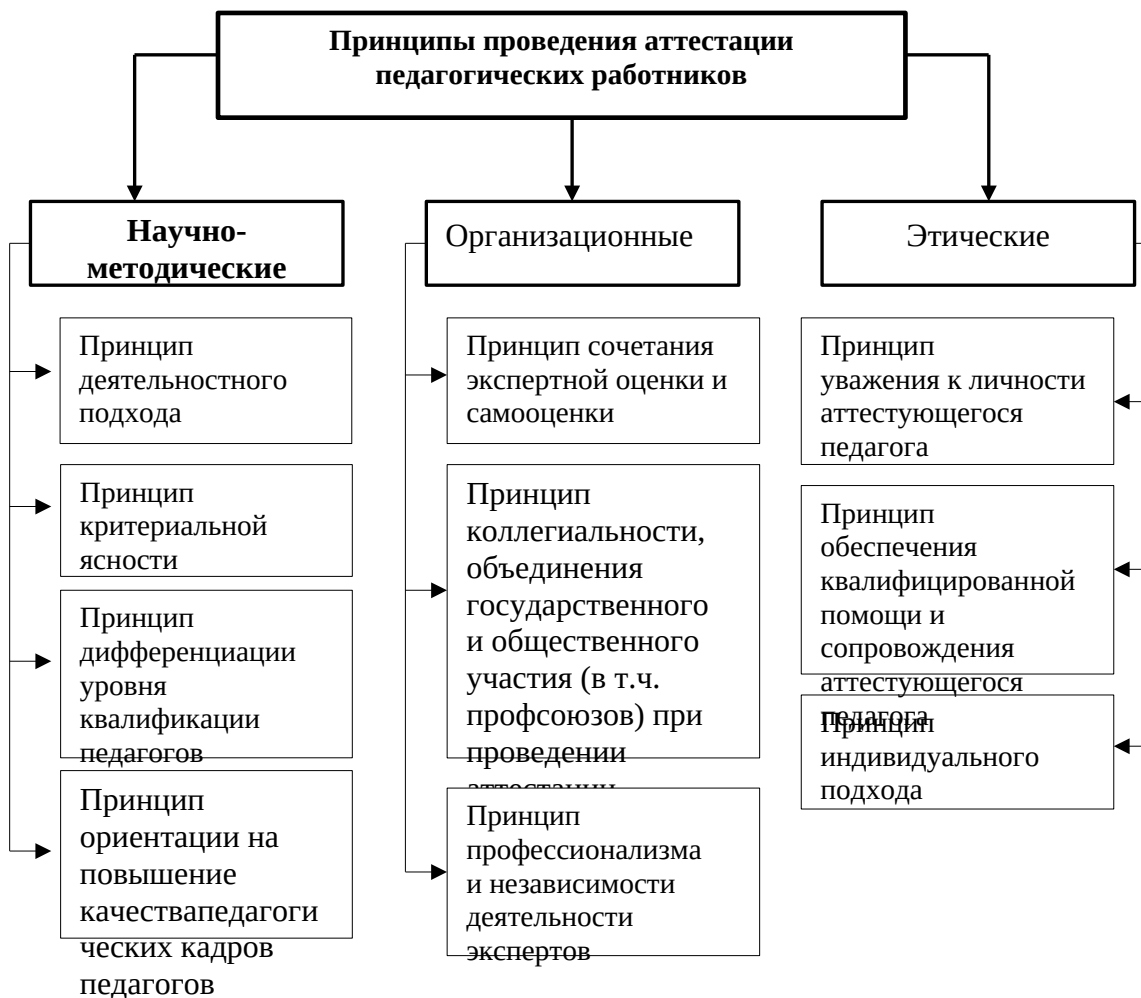 Принципы проведения аттестации
педагогических работников
Научно-
методические
Принцип
деятельностного
подхода
Принцип
критериальной
ясности
Принцип
дифференциации
уровня
квалификации
педагогов
Принцип
ориентации на
повышение
качествапедагоги
ческих кадров
педагогов
Организационные
Принцип сочетания
экспертной оценки и
самооценки
Принцип
коллегиальности,
объединения
государственного
и общественного
участия (в т.ч.
профсоюзов) при
проведении
аттестации
Принцип
профессионализма
и независимости
деятельности
экспертов
Этические
Принцип
уважения к личности
аттестующегося
педагога
Принцип
обеспечения
квалифицированной
помощи и
сопровождения
аттестующегося
педагога
Принцип
индивидуального
подхода